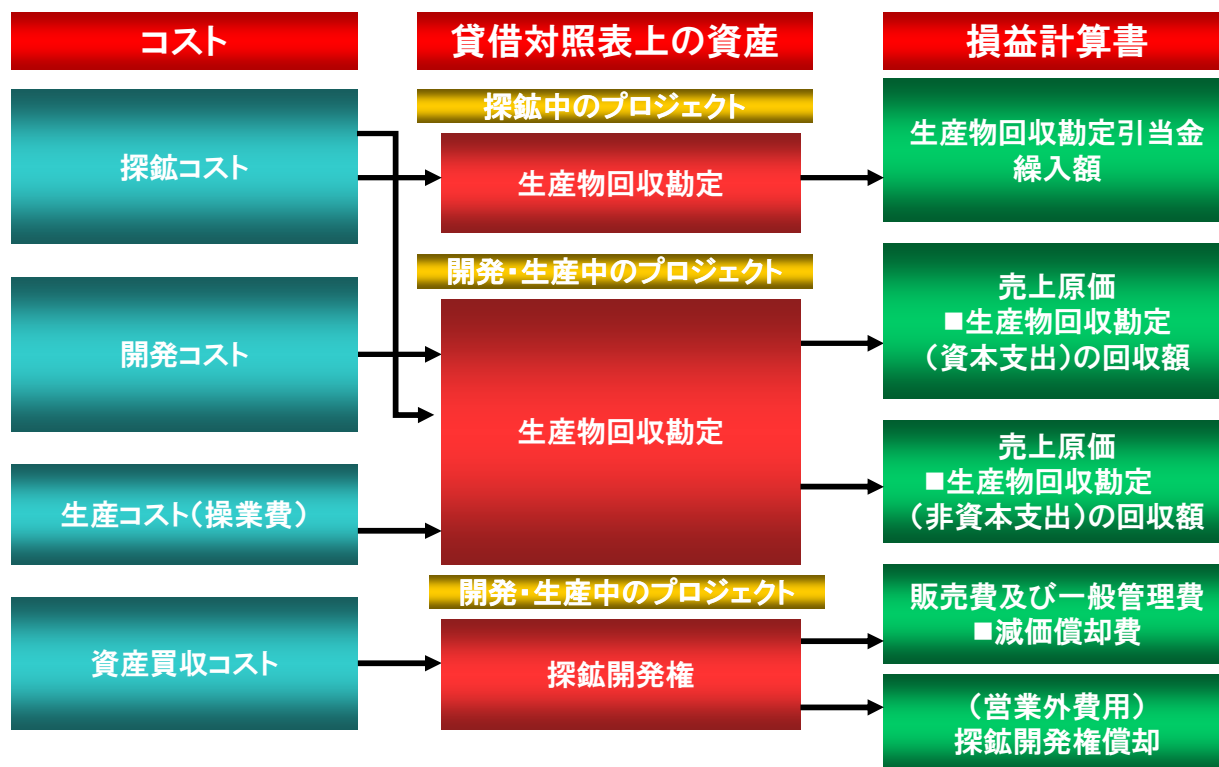 コスト
貸借対照表上の資産
損益計算書
探鉱コスト
開発コスト
生産コスト(操業費)
資産買収コスト
探鉱中のプロジェクト
生産物回収勘定
開発・生産中のプロジェクト
生産物回収勘定
開発・生産中のプロジェクト
探鉱開発権
生産物回収勘定引当金
繰入額
売上原価
■生産物回収勘定
(資本支出)の回収額
売上原価
■生産物回収勘定
(非資本支出)の回収額
販売費及び一般管理費
■減価償却費
(営業外費用)
探鉱開発権償却